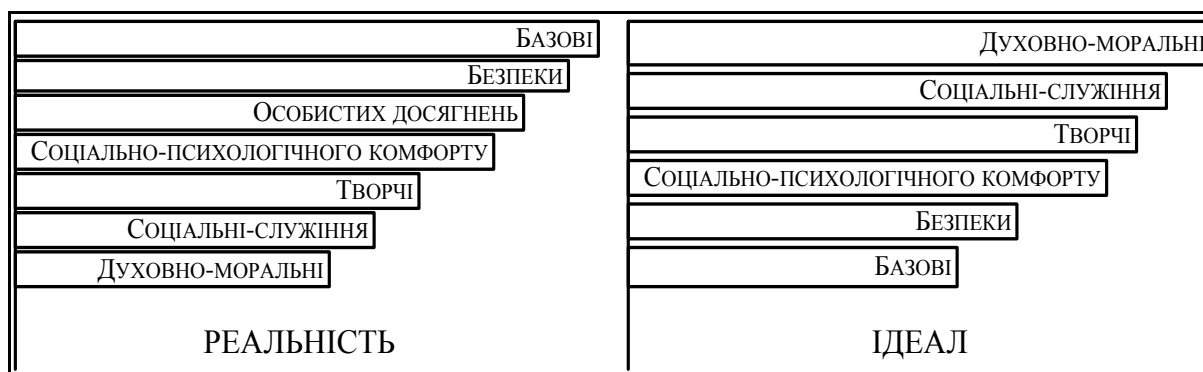 БАЗОВІ
БЕЗПЕКИ
ОСОБИСТИХ ДОСЯГНЕНЬ
СОЦІАЛЬНО-ПСИХОЛОГІЧНОГО КОМФОРТУ
ТВОРЧІ
СОЦІАЛЬНІ-СЛУЖІННЯ
ДУХОВНО-МОРАЛЬНІ
РЕАЛЬНІСТЬ
ДУХОВНО-МОРАЛЬНІ
СОЦІАЛЬНІ-СЛУЖІННЯ
ТВОРЧІ
СОЦІАЛЬНО-ПСИХОЛОГІЧНОГО КОМФОРТУ
БЕЗПЕКИ
БАЗОВІ
ІДЕАЛ